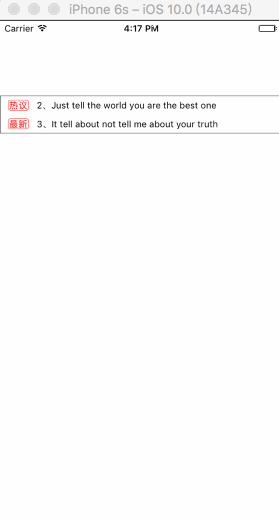 iPhone 6s – iOS 10.0 (14A345)
Carrier 4:17 PM
热议 2、Just tell the world you are the best one
最新 3、It tell about not tell me about your truth